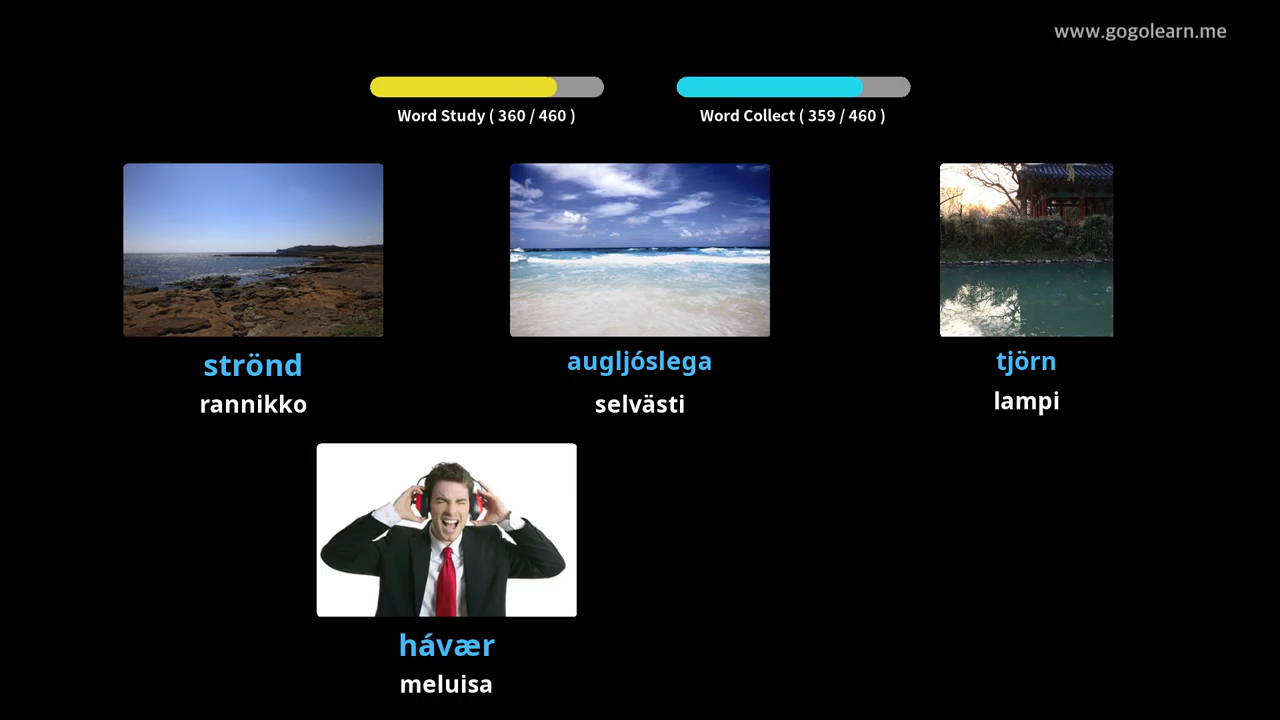 www.gogolearn.me
Word Study ( 360 / 460 )
Word Collect ( 359 / 460 )
strönd
rannikko
augljóslega
selvästi
tjörn
lampi
hávær
meluisa